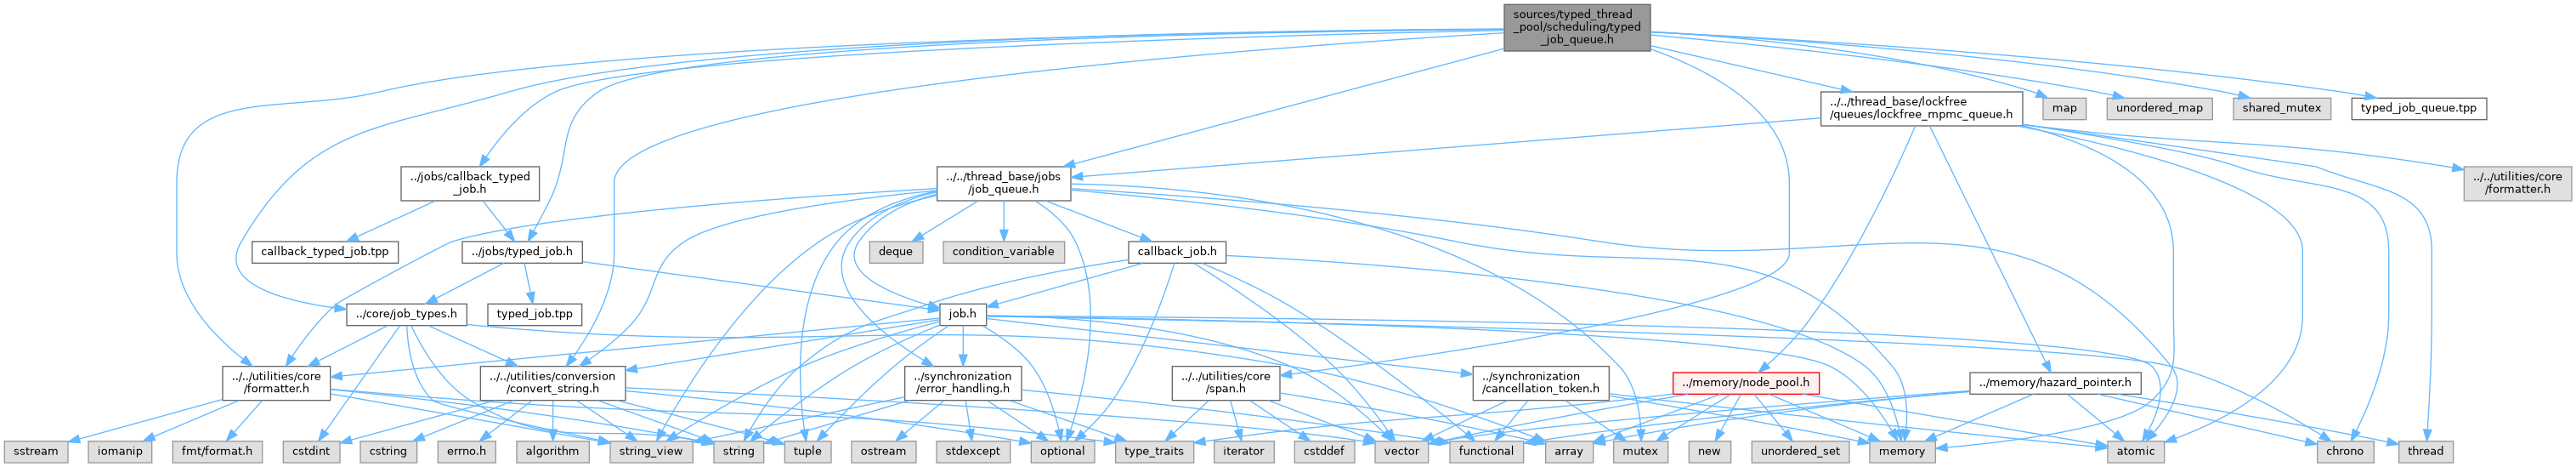 sources/typed_thread
_pool/scheduling/typed
_job_queue.h
../../thread_base/lockfree
/queues/lockfree_mpmc_queue.h
map
unordered_map
shared_mutex
typed_job_queue.tpp
../jobs/callback_typed
_job.h
../../thread_base/jobs
/job_queue.h
../../utilities/core
/formatter.h
callback_typed_job.tpp
../jobs/typed_job.h
deque
condition_variable
callback_job.h
../core/job_types.h
typed_job.tpp
job.h
../../utilities/core
/formatter.h
../../utilities/conversion
/convert_string.h
../synchronization
/error_handling.h
../../utilities/core
/span.h
../synchronization
/cancellation_token.h
../memory/node_pool.h
../memory/hazard_pointer.h
sstream
iomanip
fmt/format.h
cstdint
cstring
errno.h
algorithm
string_view
string
tuple
ostream
stdexcept
optional
type_traits
iterator
cstddef
vector
functional
array
mutex
new
unordered_set
memory
atomic
chrono
thread